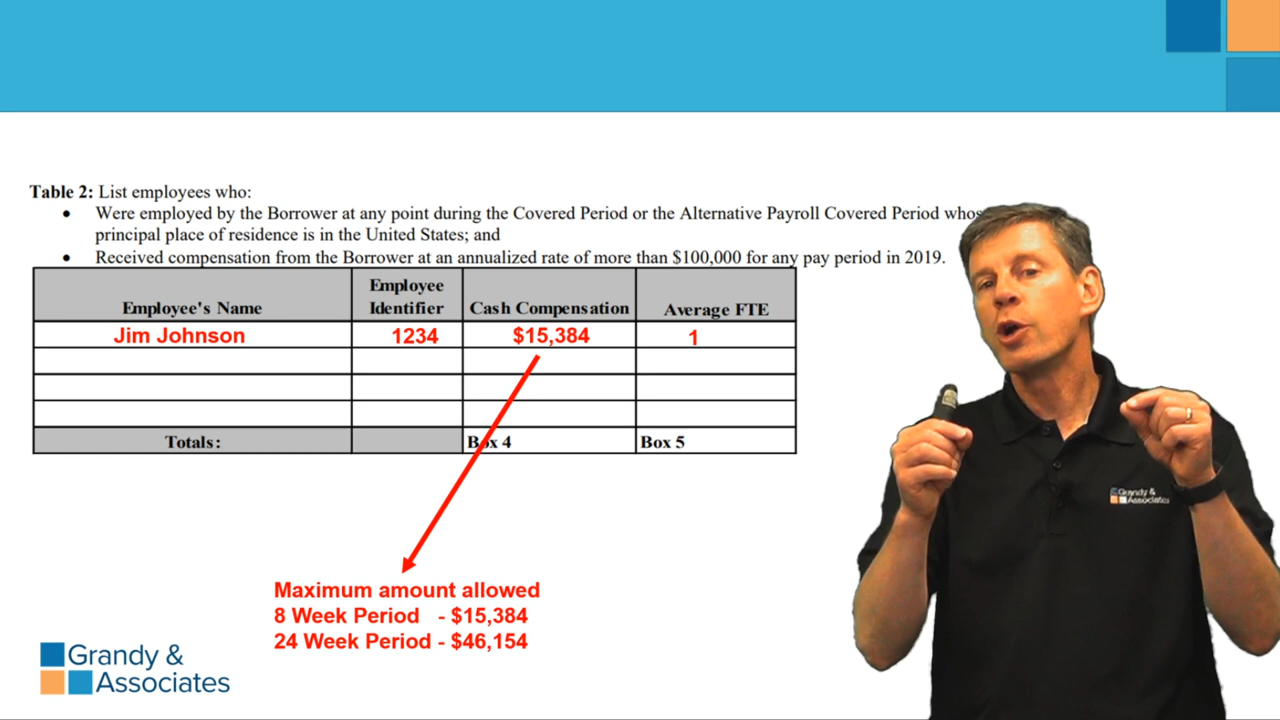 Table 2: List employees who:
• Were employed by the Borrower at any point during the Covered Period or the Alternative Payroll Covered Period
principal place of residence is in the United States; and
• Received compensation from the Borrower at an annualized rate of more than $100,000 for any pay period in 2019.
Employee's Name Employee Identifier Cash Compensation Average FTE
Jim Johnson 1234 $15,384 1
Totals: Box 4 Box 5
Maximum amount allowed
8 Week Period - $15,384
24 Week Period - $46,154
Grandy &
Associates
Grandy &
Associates